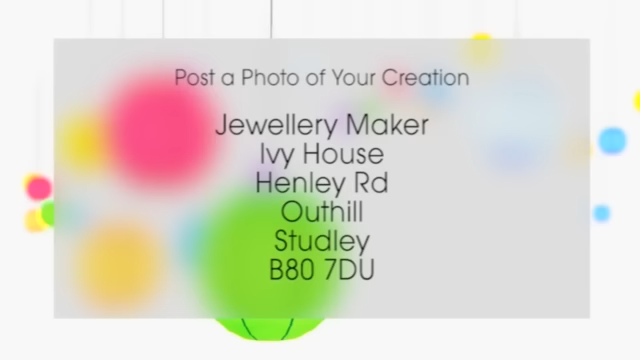 Post a Photo of Your Creation
Jewellery Maker
Ivy House
Henley Rd
Outhill
Studley
B80 7DU